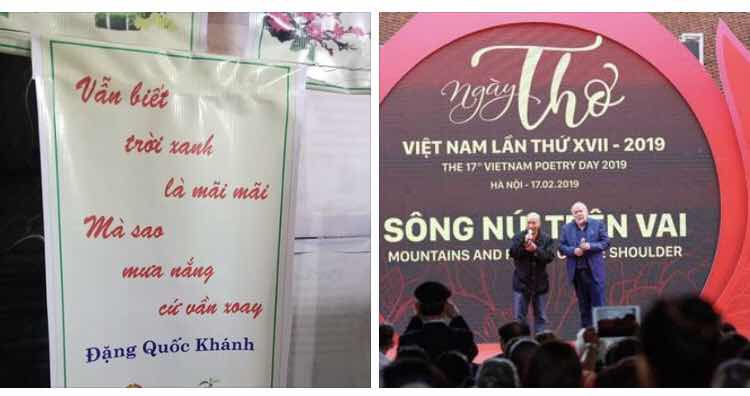 Vẫn biết
trời xanh
là mãi mãi
Mà sao
mưa nắng
cứ vần xoay
Đặng Quốc Khánh
Ngày Thơ
VIỆT NAM LẦN THỨ XVII - 2019
THE 17th VIETNAM POETRY DAY 2019
HÀ NỘI - 17.02.2019
SÔNG NÚI TRÊN VAI
MOUNTAINS AND SHOULDER